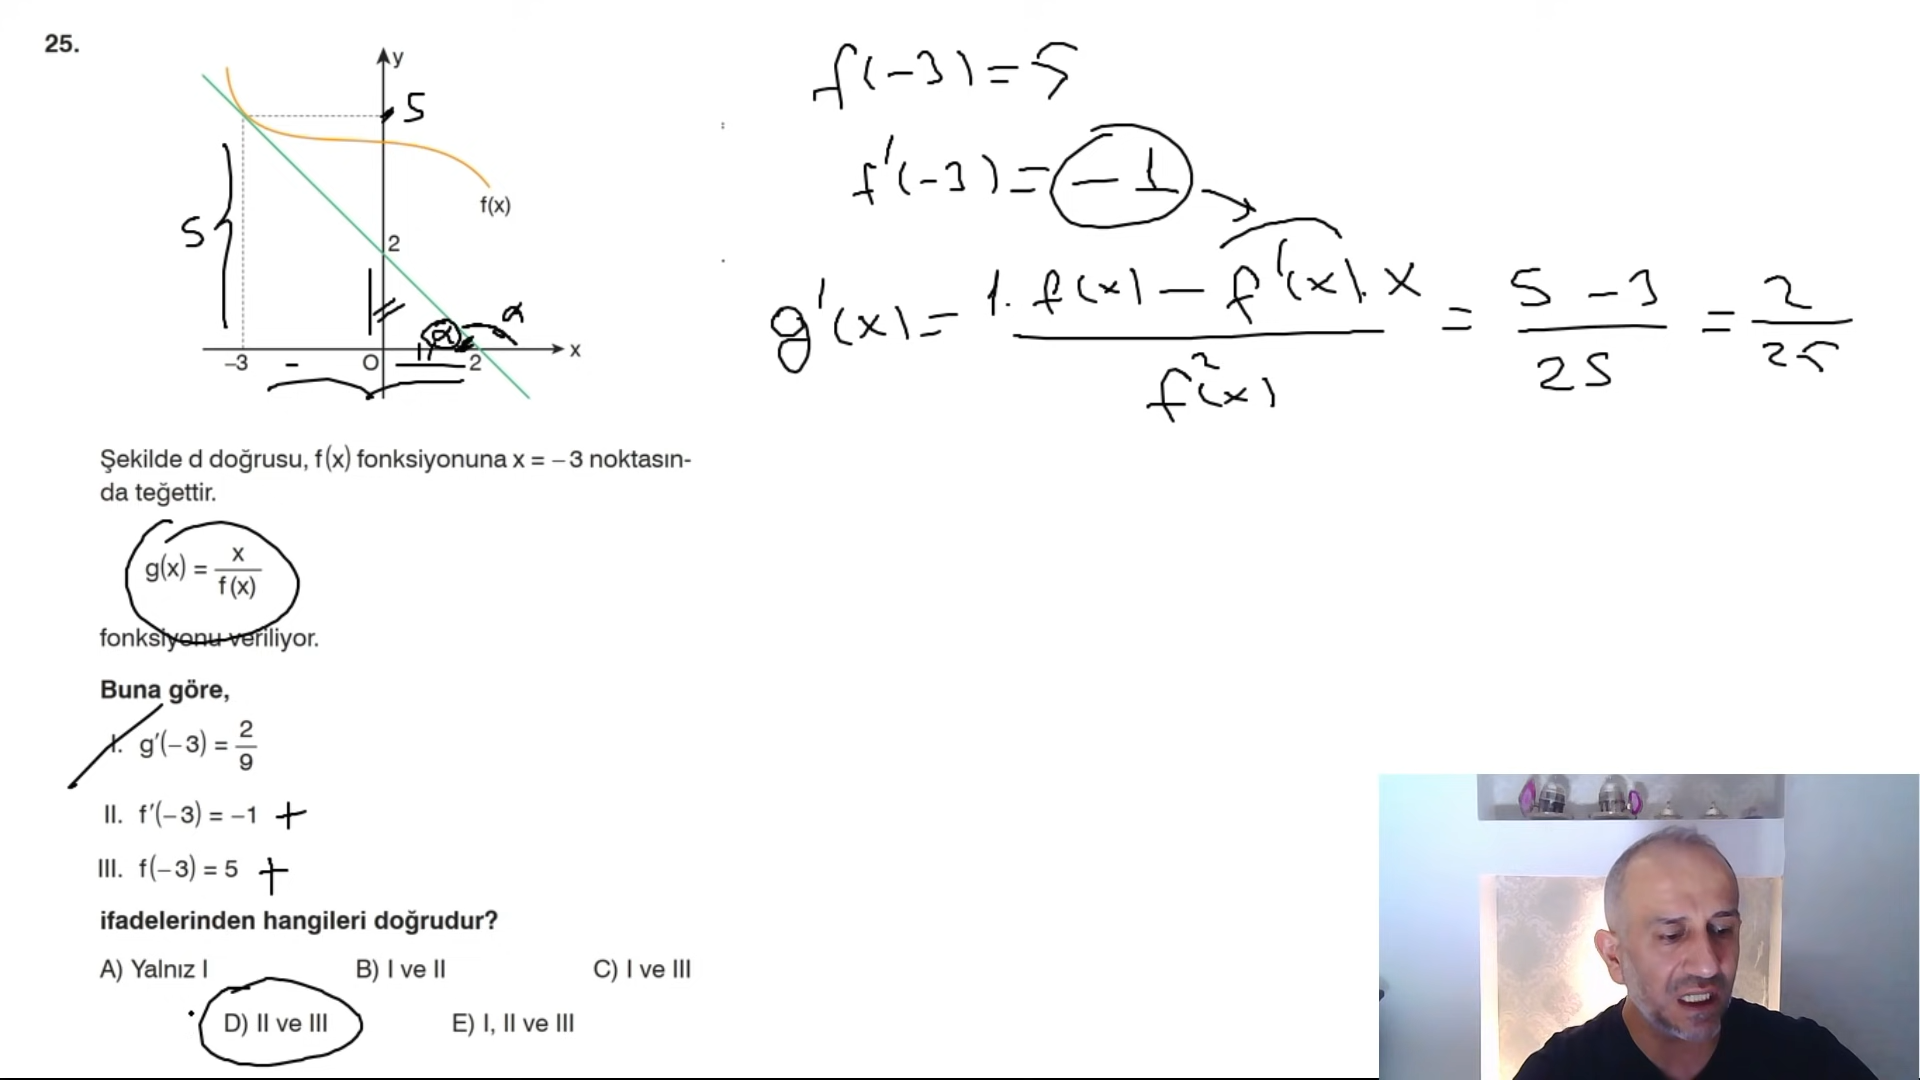 25.
y
5
5
f(x)
2
α
α
-3
-
O
2
x
Şekilde d doğrusu, f(x) fonksiyonuna x = -3 noktasın-
da teğettir.
g(x) = x / f(x)
fonksiyonu veriliyor.
Buna göre,
I. g'(-3) = 2/9
II. f'(-3) = -1 +
III. f(-3) = 5 +
ifadelerinden hangileri doğrudur?
A) Yalnız I
B) I ve II
C) I ve III
D) II ve III
E) I, II ve III
f(-3) = 5
f'(-3) = -1
g'(x) = 1. f(x) - f'(x). x / f²(x) = 5 - 3 / 25 = 2 / 25